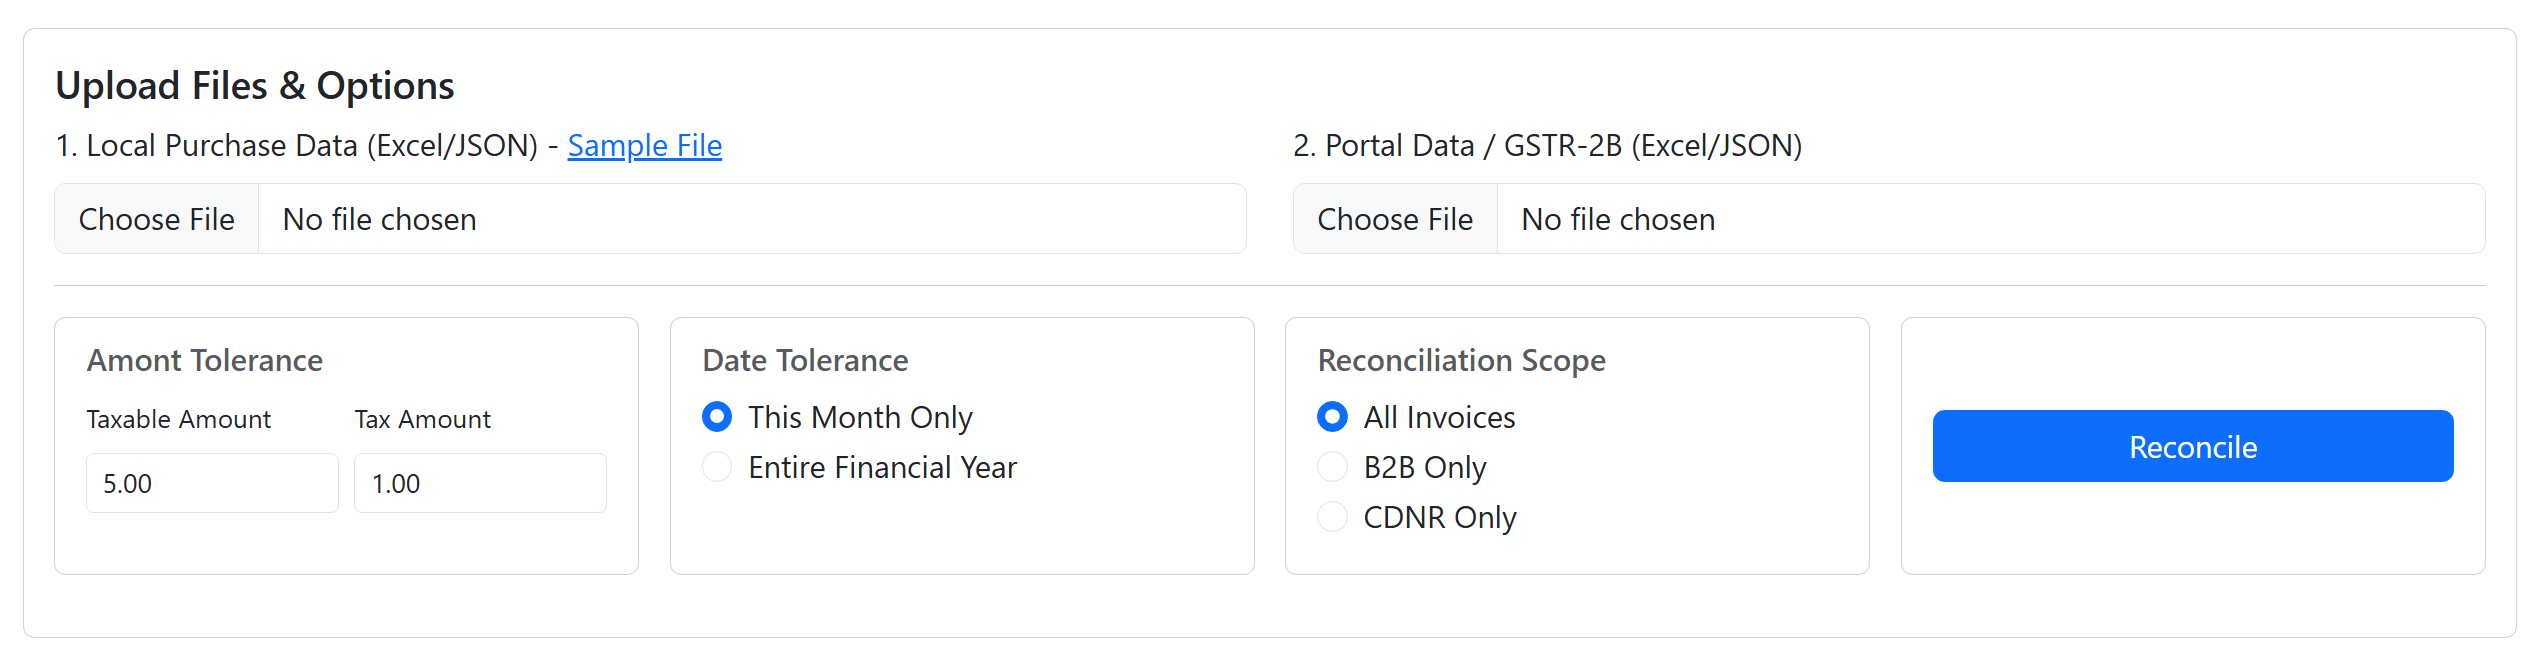 Upload Files & Options
1. Local Purchase Data (Excel/JSON) - Sample File
Choose File No file chosen
2. Portal Data / GSTR-2B (Excel/JSON)
Choose File No file chosen
Amont Tolerance
Taxable Amount
5.00
Tax Amount
1.00
Date Tolerance
This Month Only
Entire Financial Year
Reconciliation Scope
All Invoices
B2B Only
CDNR Only
Reconcile